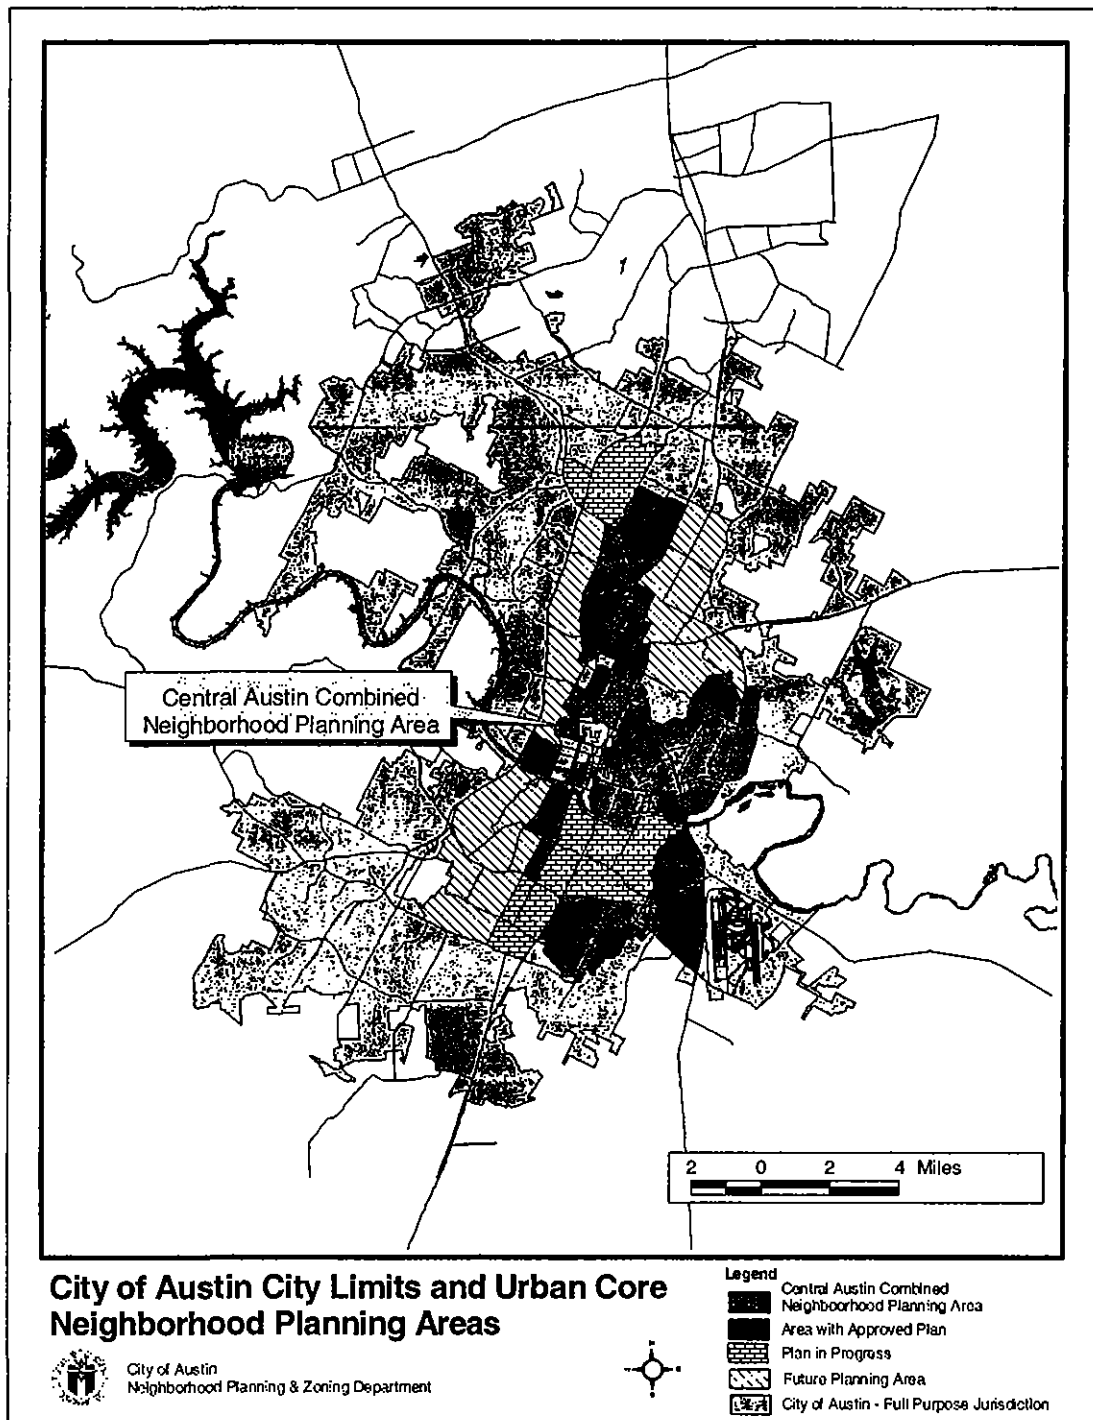 Central Austin Combined
Neighborhood Planning Area
2 0 2 4 Miles
City of Austin City Limits and Urban Core
Neighborhood Planning Areas
City of Austin
Neighborhood Planning & Zoning Department
Legend
Central Austin Combined
Neighboorhood Planning Area
Area with Approved Plan
Plan in Progress
Future Planning Area
City of Austin - Full Purpose Jurisdiction